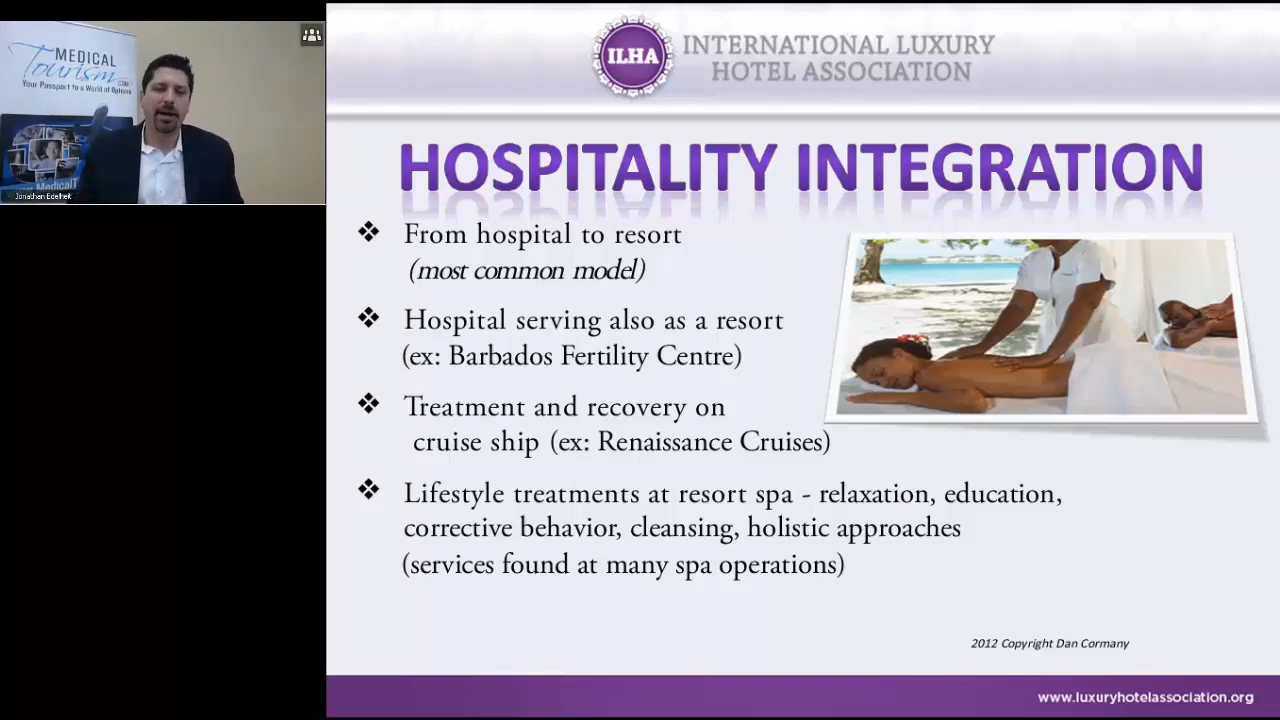 MEDICAL
Tourism
.COM
Your Passport to a World of Options
Jonathan Edelheit
ILHA
INTERNATIONAL LUXURY
HOTEL ASSOCIATION
HOSPITALITY INTEGRATION
❖ From hospital to resort
(most common model)
❖ Hospital serving also as a resort
(ex: Barbados Fertility Centre)
❖ Treatment and recovery on
cruise ship (ex: Renaissance Cruises)
❖ Lifestyle treatments at resort spa - relaxation, education,
corrective behavior, cleansing, holistic approaches
(services found at many spa operations)
2012 Copyright Dan Cormany
www.luxuryhotelassociation.org